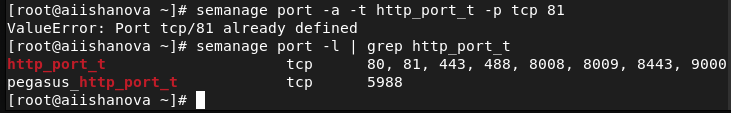 [root@aiishanova ~]# semanage port -a -t http_port_t -p tcp 81
ValueError: Port tcp/81 already defined
[root@aiishanova ~]# semanage port -l | grep http_port_t
http_port_t                    tcp      80, 81, 443, 488, 8008, 8009, 8443, 9000
pegasus_http_port_t            tcp      5988
[root@aiishanova ~]#